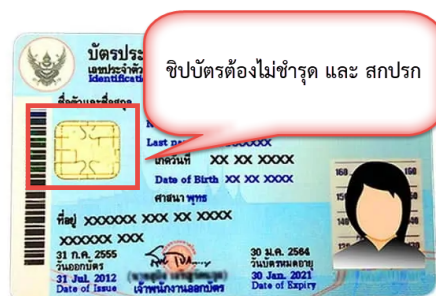 บัตรประ
เลขประจำตัว
Identificati
ชิปบัตรต้องไม่ชำรุด และ สกปรก
ชื่อตัวและชื่อสกุล
Last na
เกิดวันที่ XX XX XXXX
Date of Birth XX XX XXXX
ศาสนา พุทธ
ที่อยู่ XXXXXX XXX XX XXXX
XXXXXX XXX
31 ก.ค. 2555
วันออกบัตร
31 Jul. 2012
Date of Issue
เจ้าพนักงานออกบัตร
30 ม.ค. 2564
วันบัตรหมดอายุ
30 Jan. 2021
Date of Expiry
160
150
140